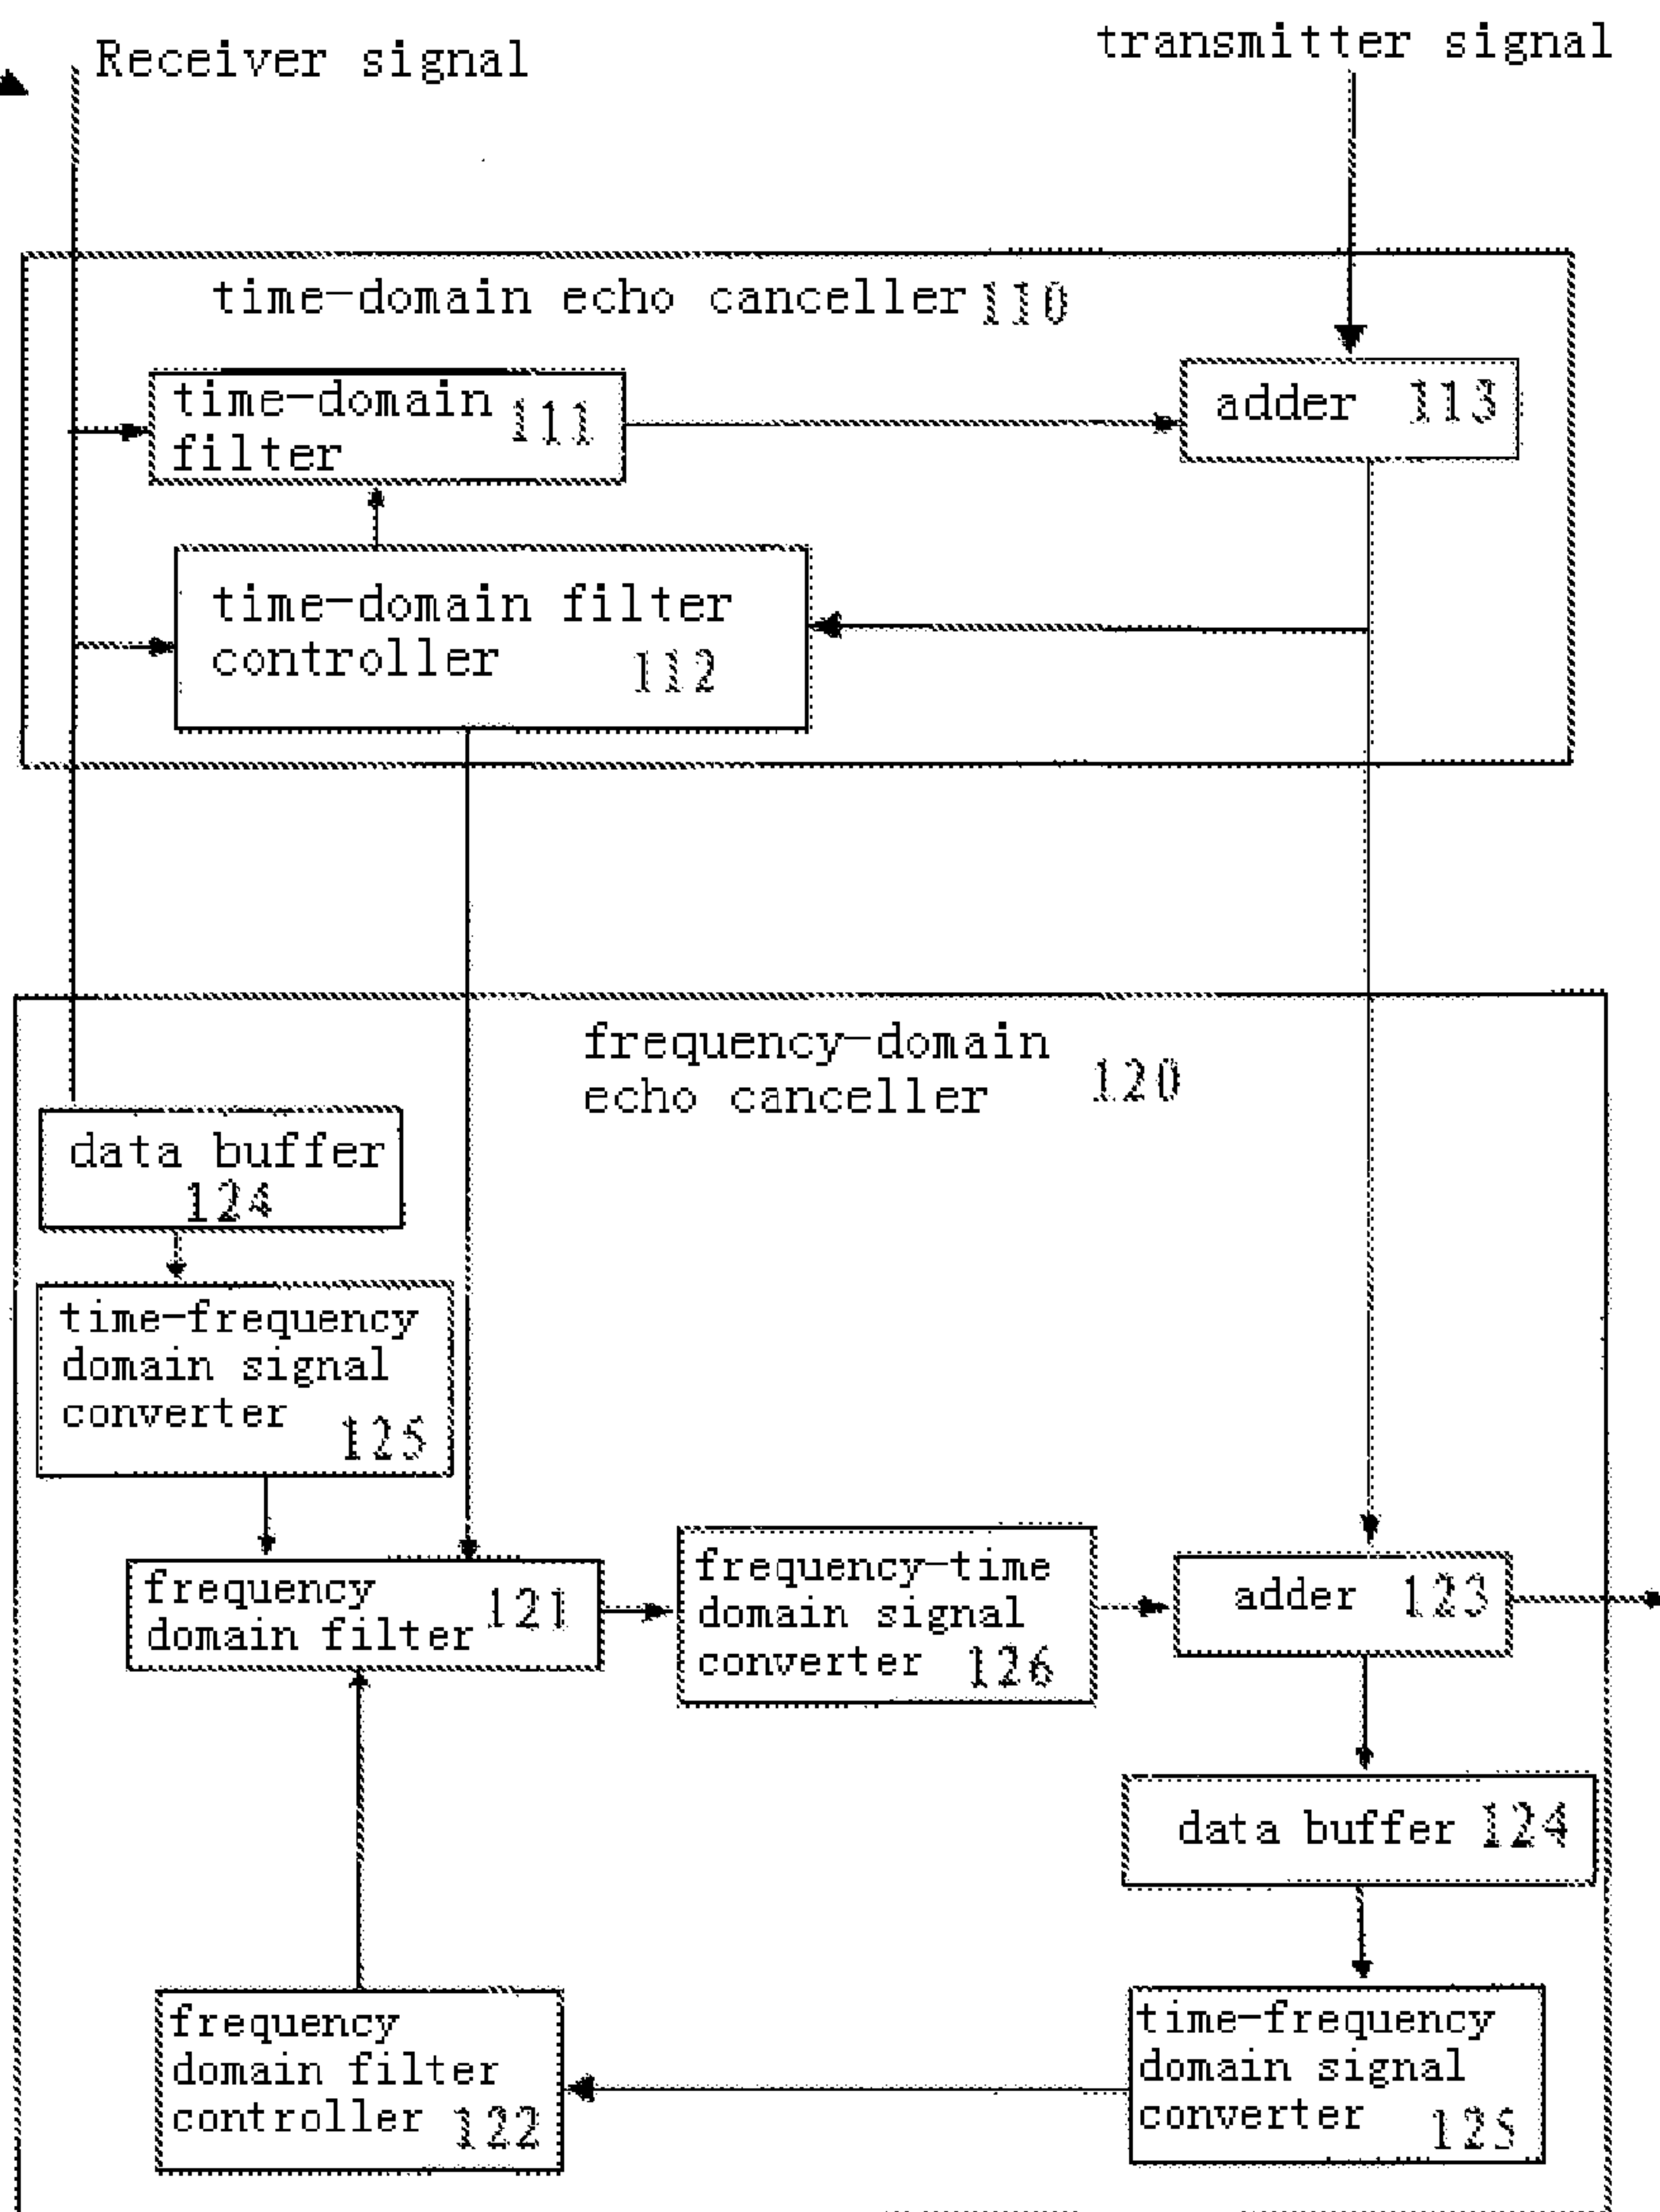 Receiver signal
transmitter signal
time-domain echo canceller 110
time-domain
filter 111
adder 113
time-domain filter
controller 112
frequency-domain
echo canceller 120
data buffer
124
time-frequency
domain signal
converter 125
frequency
domain filter 121
frequency-time
domain signal
converter 126
adder 123
data buffer 124
frequency
domain filter
controller 122
time-frequency
domain signal
converter 125